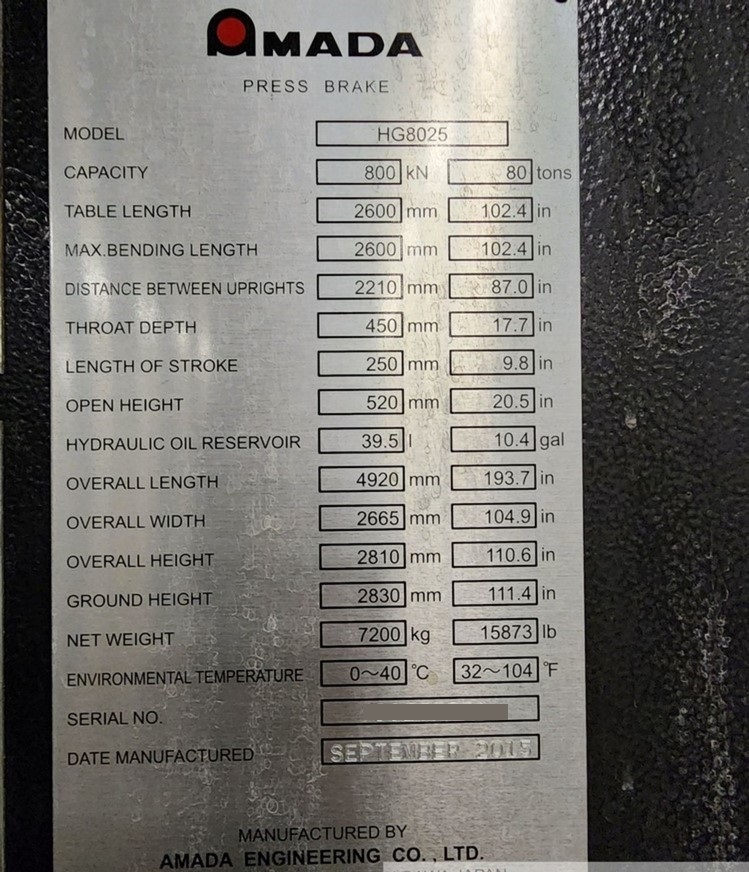 AMADA
PRESS BRAKE
MODEL HG8025
CAPACITY 800 kN 80 tons
TABLE LENGTH 2600 mm 102.4 in
MAX.BENDING LENGTH 2600 mm 102.4 in
DISTANCE BETWEEN UPRIGHTS 2210 mm 87.0 in
THROAT DEPTH 450 mm 17.7 in
LENGTH OF STROKE 250 mm 9.8 in
OPEN HEIGHT 520 mm 20.5 in
HYDRAULIC OIL RESERVOIR 39.5 l 10.4 gal
OVERALL LENGTH 4920 mm 193.7 in
OVERALL WIDTH 2665 mm 104.9 in
OVERALL HEIGHT 2810 mm 110.6 in
GROUND HEIGHT 2830 mm 111.4 in
NET WEIGHT 7200 kg 15873 lb
ENVIRONMENTAL TEMPERATURE 0~40 °C 32~104 °F
SERIAL NO.
DATE MANUFACTURED SEPTEMBER 2015
MANUFACTURED BY
AMADA ENGINEERING CO., LTD.